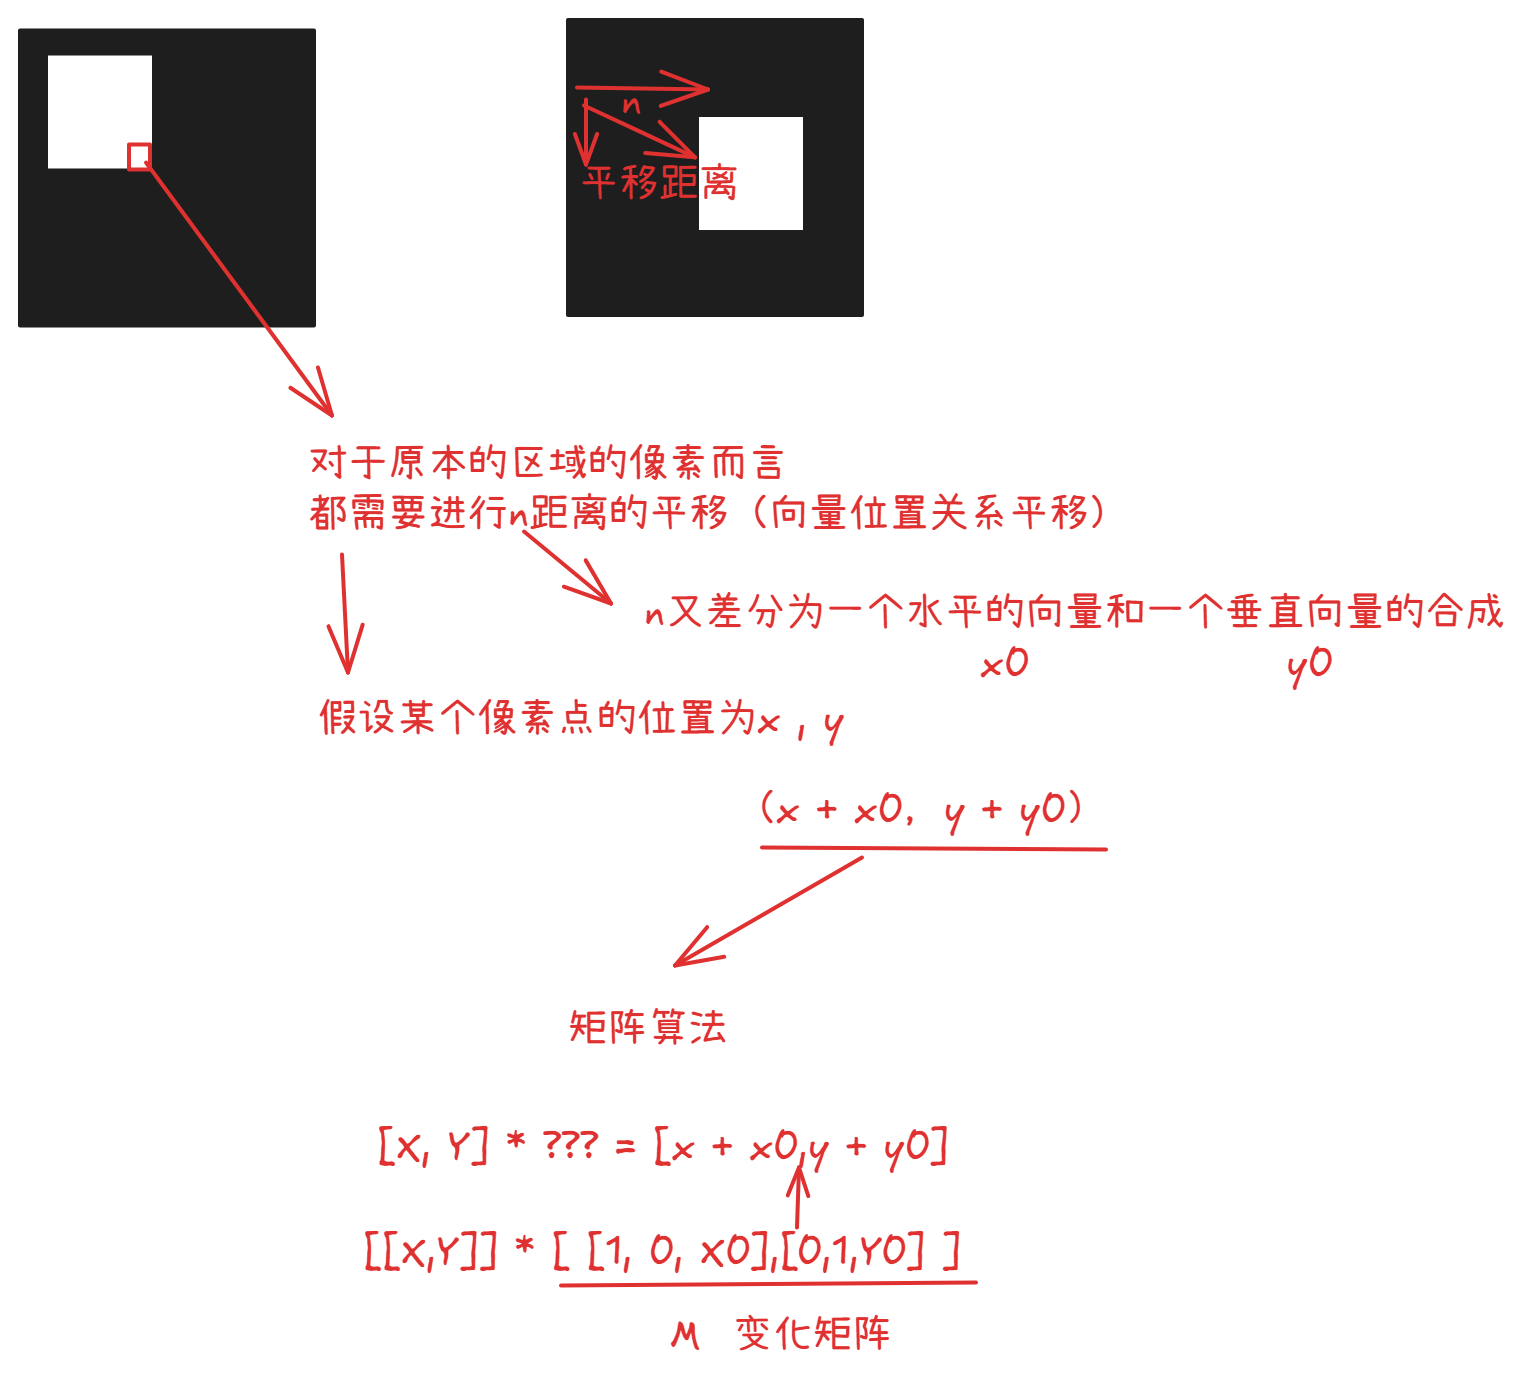 n
平移距离
对于原本的区域的像素而言
都需要进行n距离的平移（向量位置关系平移）
n又差分为一个水平的向量和一个垂直向量的合成
x0
y0
假设某个像素点的位置为x , y
（x + x0, y + y0）
矩阵算法
[X, Y] * ??? = [x + x0,y + y0]
[[X,Y]] * [ [1, 0, X0],[0,1,Y0] ]
M 变化矩阵